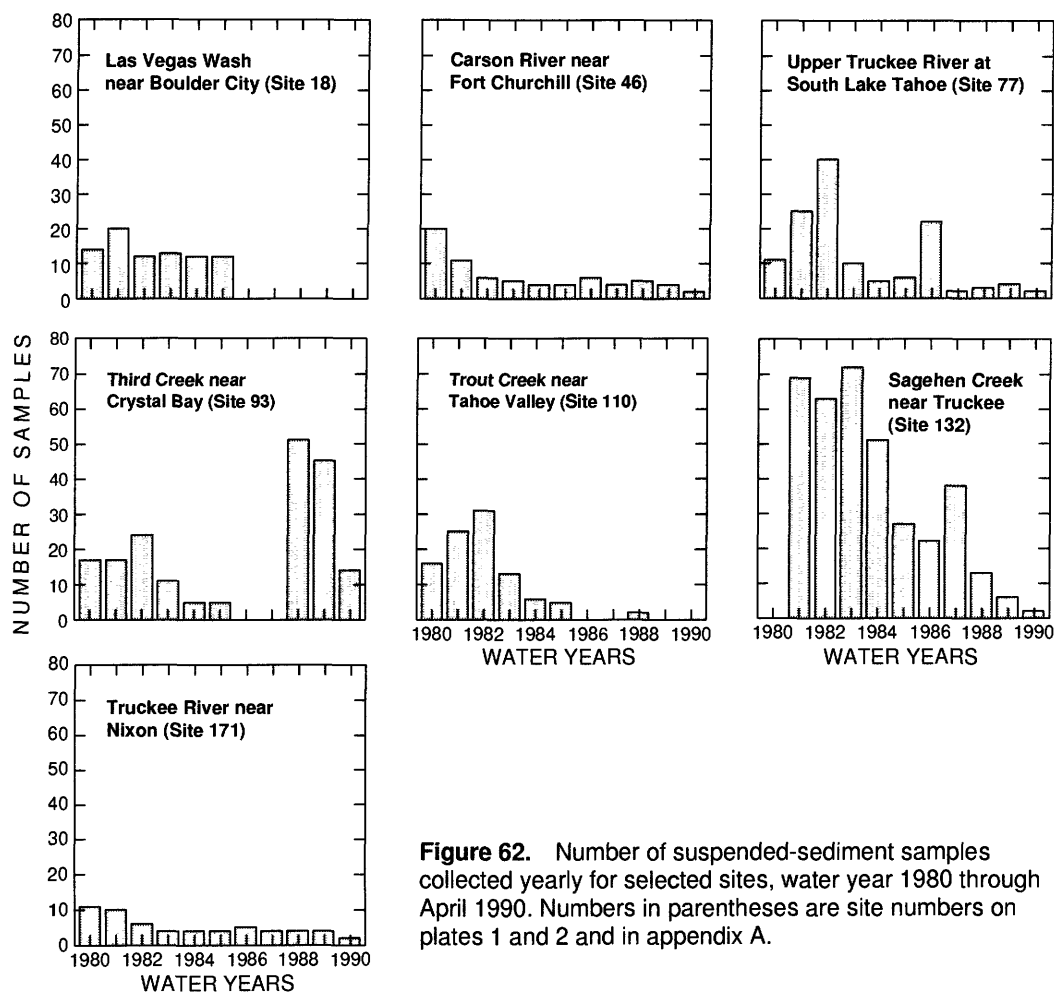 80
70
60
50
40
30
20
10
0
Las Vegas Wash
near Boulder City (Site 18)
Carson River near
Fort Churchill (Site 46)
Upper Truckee River at
South Lake Tahoe (Site 77)
NUMBER OF SAMPLES
80
70
60
50
40
30
20
10
0
Third Creek near
Crystal Bay (Site 93)
Trout Creek near
Tahoe Valley (Site 110)
1980 1982 1984 1986 1988 1990
WATER YEARS
Sagehen Creek
near Truckee
(Site 132)
1980 1982 1984 1986 1988 1990
WATER YEARS
80
70
60
50
40
30
20
10
0
Truckee River near
Nixon (Site 171)
1980 1982 1984 1986 1988 1990
WATER YEARS
Figure 62. Number of suspended-sediment samples
collected yearly for selected sites, water year 1980 through
April 1990. Numbers in parentheses are site numbers on
plates 1 and 2 and in appendix A.